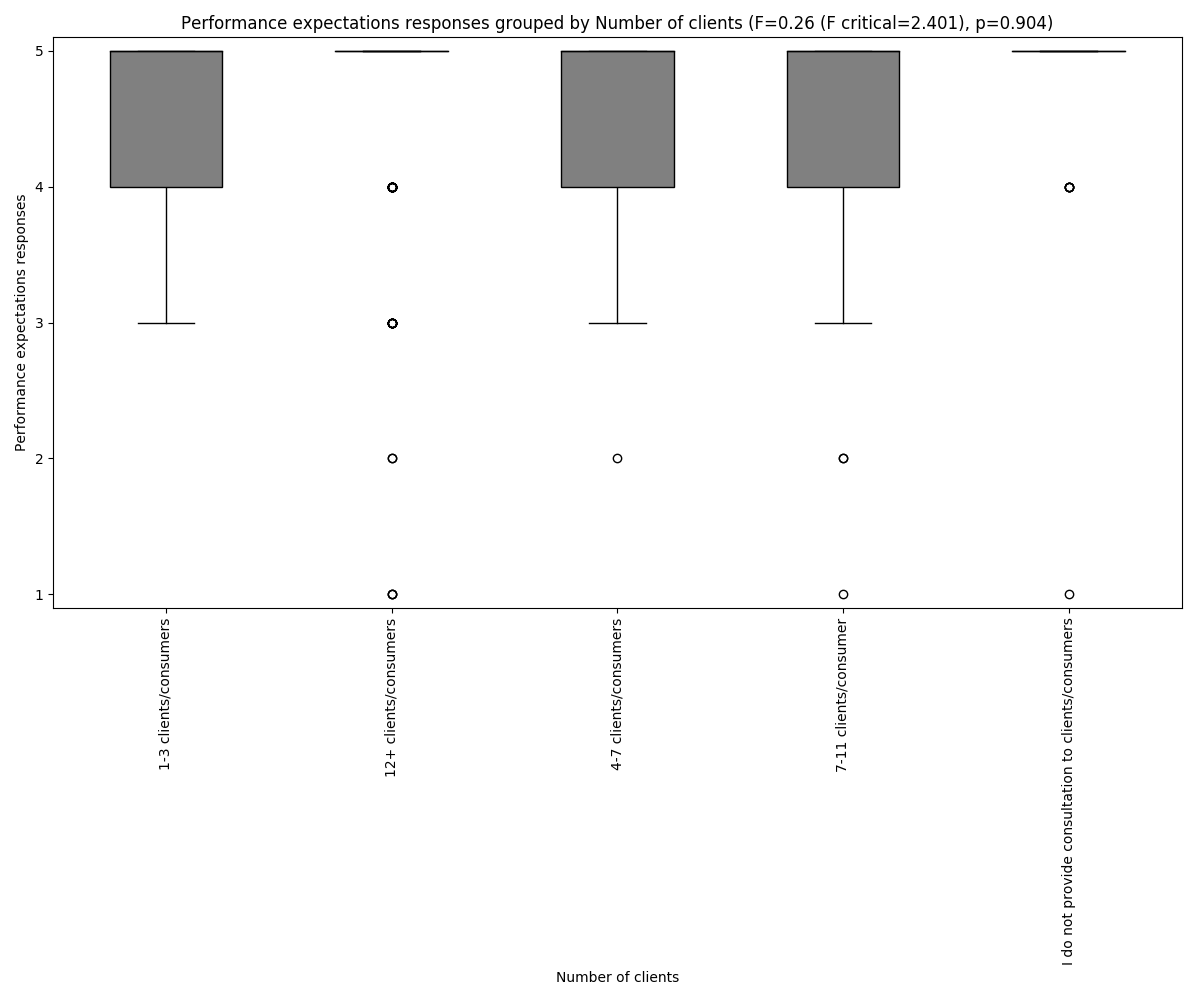 Performance expectations responses grouped by Number of clients (F=0.26 (F critical=2.401), p=0.904)
Performance expectations responses
5
4
3
2
1
1-3 clients/consumers
12+ clients/consumers
4-7 clients/consumers
7-11 clients/consumer
I do not provide consultation to clients/consumers
Number of clients